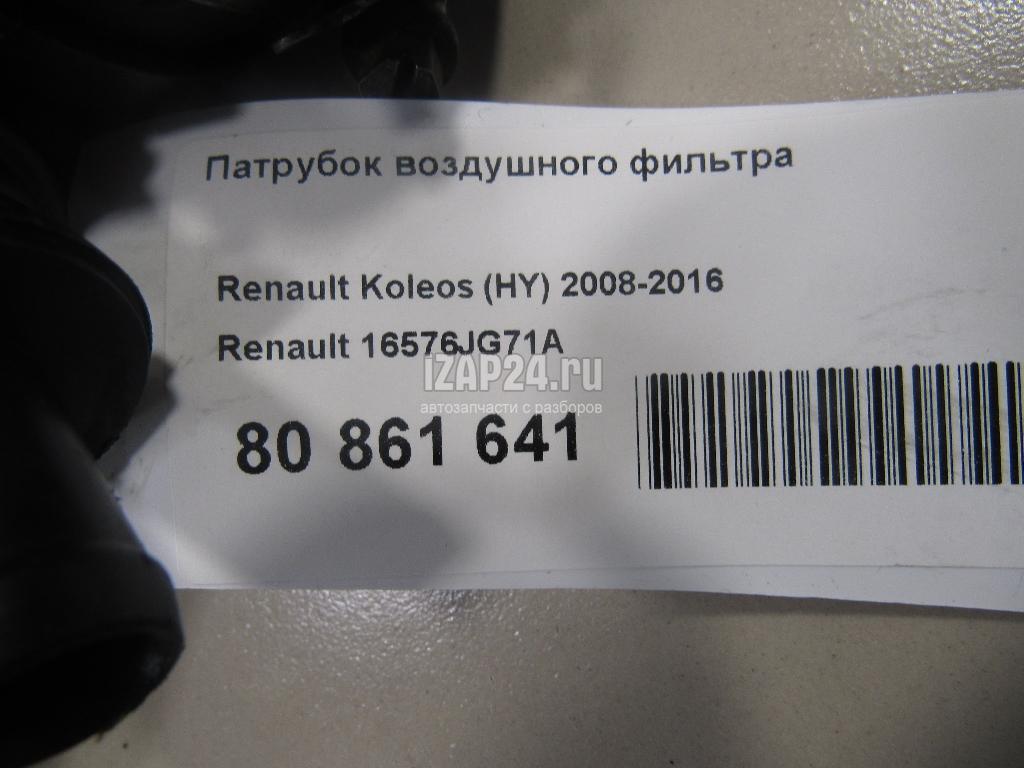 Патрубок воздушного фильтра
Renault Koleos (HY) 2008-2016
Renault 16576JG71A
iZAP24.ru
автозапчасти с разборов
80 861 641